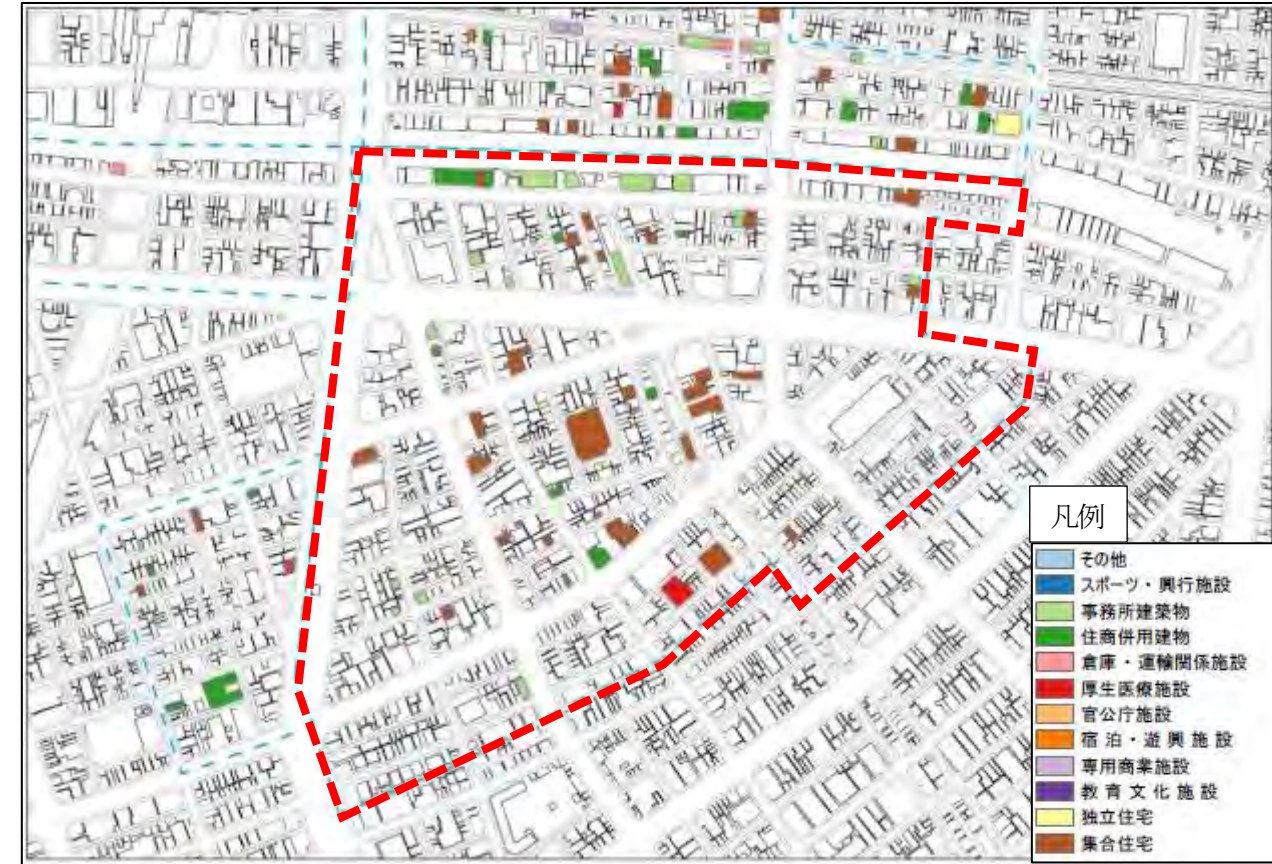 凡例
その他
スポーツ・興行施設
事務所建築物
住商併用建物
倉庫・運輸関係施設
厚生医療施設
官公庁施設
宿泊・遊興施設
専用商業施設
教育文化施設
独立住宅
集合住宅